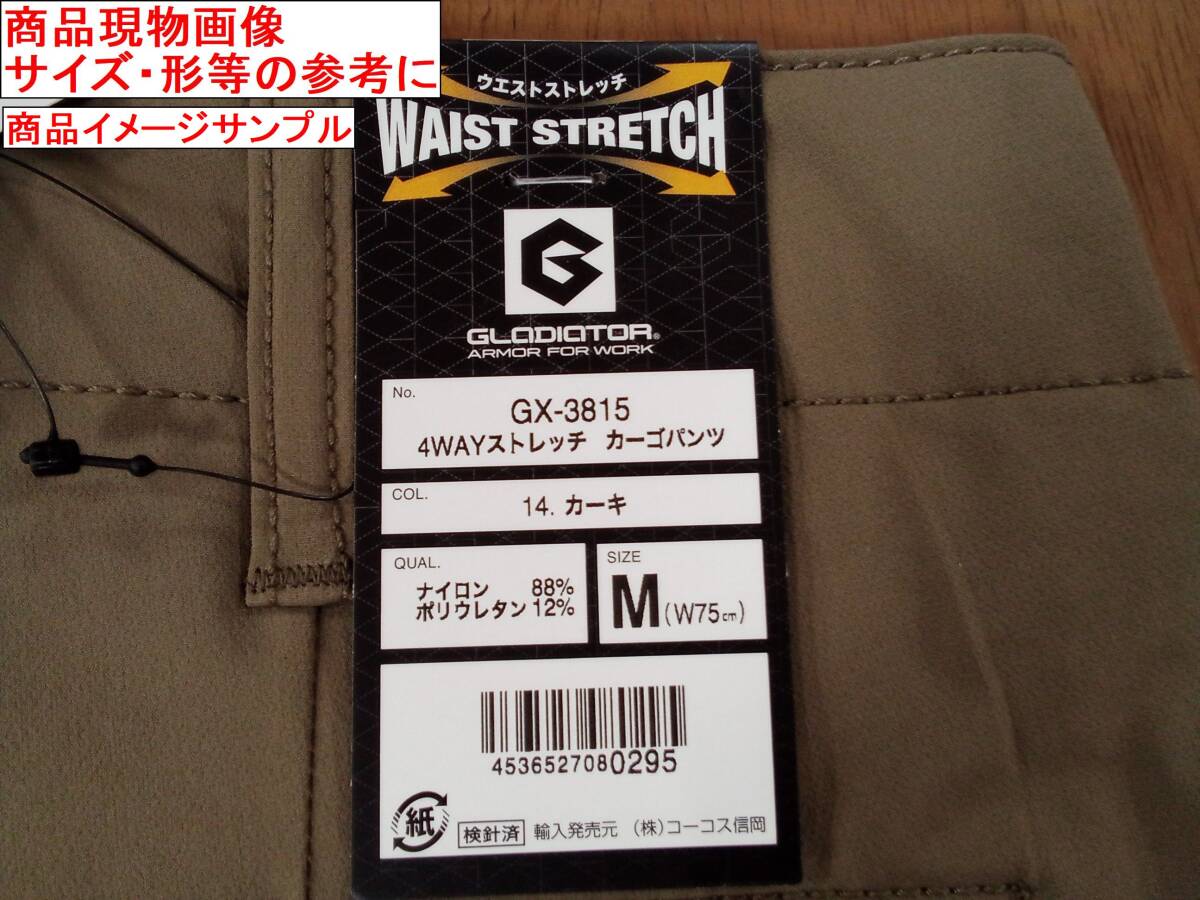 商品現物画像
サイズ・形等の参考に
商品イメージサンプル
ウエストストレッチ
WAIST STRETCH
G
GLADIATOR®
ARMOR FOR WORK
No.
GX-3815
4WAYストレッチ カーゴパンツ
COL.
14. カーキ
QUAL.
ナイロン 88%
ポリウレタン 12%
SIZE
M (W75cm)
4536527080295
紙
検針済 輸入発売元 (株)コーコス信岡